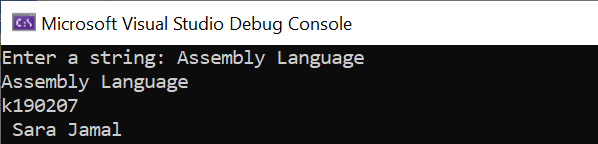 Microsoft Visual Studio Debug Console
Enter a string: Assembly Language
Assembly Language
k190207
 Sara Jamal